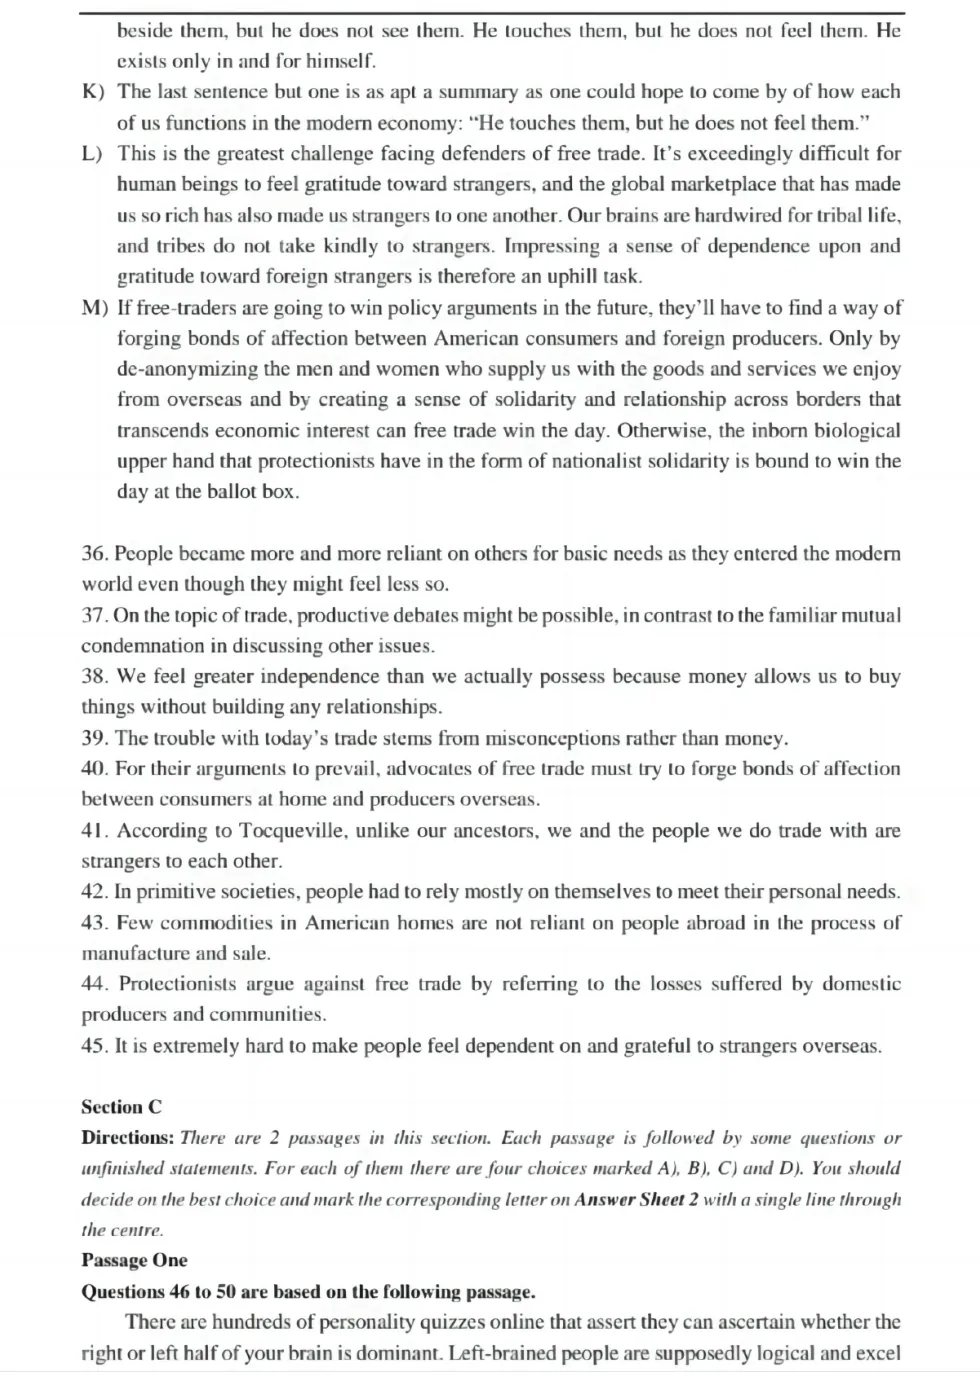 beside them, but he does not see them. He touches them, but he does not feel them. He
exists only in and for himself.
K) The last sentence but one is as apt a summary as one could hope to come by of how each
of us functions in the modern economy: “He touches them, but he does not feel them.”
L) This is the greatest challenge facing defenders of free trade. It’s exceedingly difficult for
human beings to feel gratitude toward strangers, and the global marketplace that has made
us so rich has also made us strangers to one another. Our brains are hardwired for tribal life,
and tribes do not take kindly to strangers. Impressing a sense of dependence upon and
gratitude toward foreign strangers is therefore an uphill task.
M) If free-traders are going to win policy arguments in the future, they’ll have to find a way of
forging bonds of affection between American consumers and foreign producers. Only by
de-anonymizing the men and women who supply us with the goods and services we enjoy
from overseas and by creating a sense of solidarity and relationship across borders that
transcends economic interest can free trade win the day. Otherwise, the inborn biological
upper hand that protectionists have in the form of nationalist solidarity is bound to win the
day at the ballot box.
36. People became more and more reliant on others for basic needs as they entered the modern
world even though they might feel less so.
37. On the topic of trade, productive debates might be possible, in contrast to the familiar mutual
condemnation in discussing other issues.
38. We feel greater independence than we actually possess because money allows us to buy
things without building any relationships.
39. The trouble with today’s trade stems from misconceptions rather than money.
40. For their arguments to prevail, advocates of free trade must try to forge bonds of affection
between consumers at home and producers overseas.
41. According to Tocqueville, unlike our ancestors, we and the people we do trade with are
strangers to each other.
42. In primitive societies, people had to rely mostly on themselves to meet their personal needs.
43. Few commodities in American homes are not reliant on people abroad in the process of
manufacture and sale.
44. Protectionists argue against free trade by referring to the losses suffered by domestic
producers and communities.
45. It is extremely hard to make people feel dependent on and grateful to strangers overseas.
Section C
Directions: There are 2 passages in this section. Each passage is followed by some questions or
unfinished statements. For each of them there are four choices marked A), B), C) and D). You should
decide on the best choice and mark the corresponding letter on Answer Sheet 2 with a single line through
the centre.
Passage One
Questions 46 to 50 are based on the following passage.
There are hundreds of personality quizzes online that assert they can ascertain whether the
right or left half of your brain is dominant. Left-brained people are supposedly logical and excel